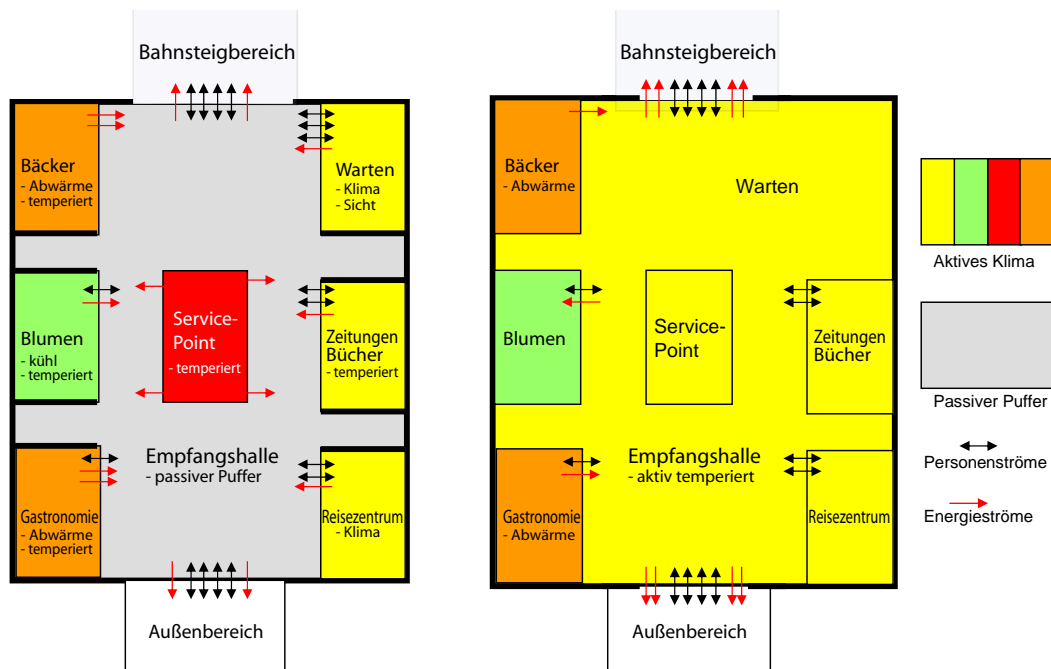 Bahnsteigbereich
Bäcker
- Abwärme
- temperiert
Warten
- Klima
- Sicht
Blumen
- kühl
- temperiert
Service-
Point
- temperiert
Zeitungen
Bücher
- temperiert
Empfangshalle
- passiver Puffer
Gastronomie
- Abwärme
- temperiert
Reisezentrum
- Klima
Außenbereich
Bahnsteigbereich
Bäcker
- Abwärme
Warten
Blumen
Service-
Point
Zeitungen
Bücher
Empfangshalle
- aktiv temperiert
Gastronomie
- Abwärme
Reisezentrum
Außenbereich
Aktives Klima
Passiver Puffer
Personenströme
Energieströme